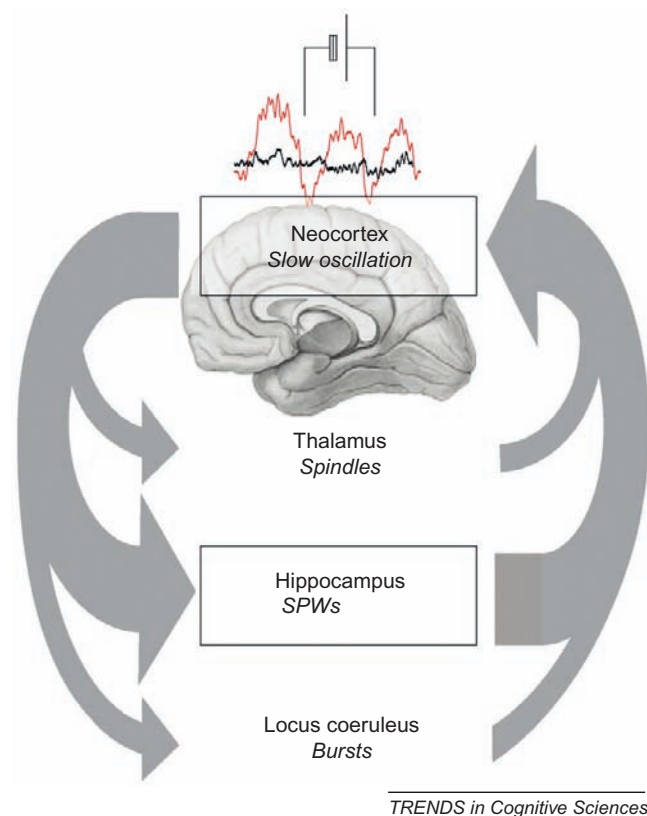 Neocortex
Slow oscillation
Thalamus
Spindles
Hippocampus
SPWs
Locus coeruleus
Bursts
TRENDS in Cognitive Sciences